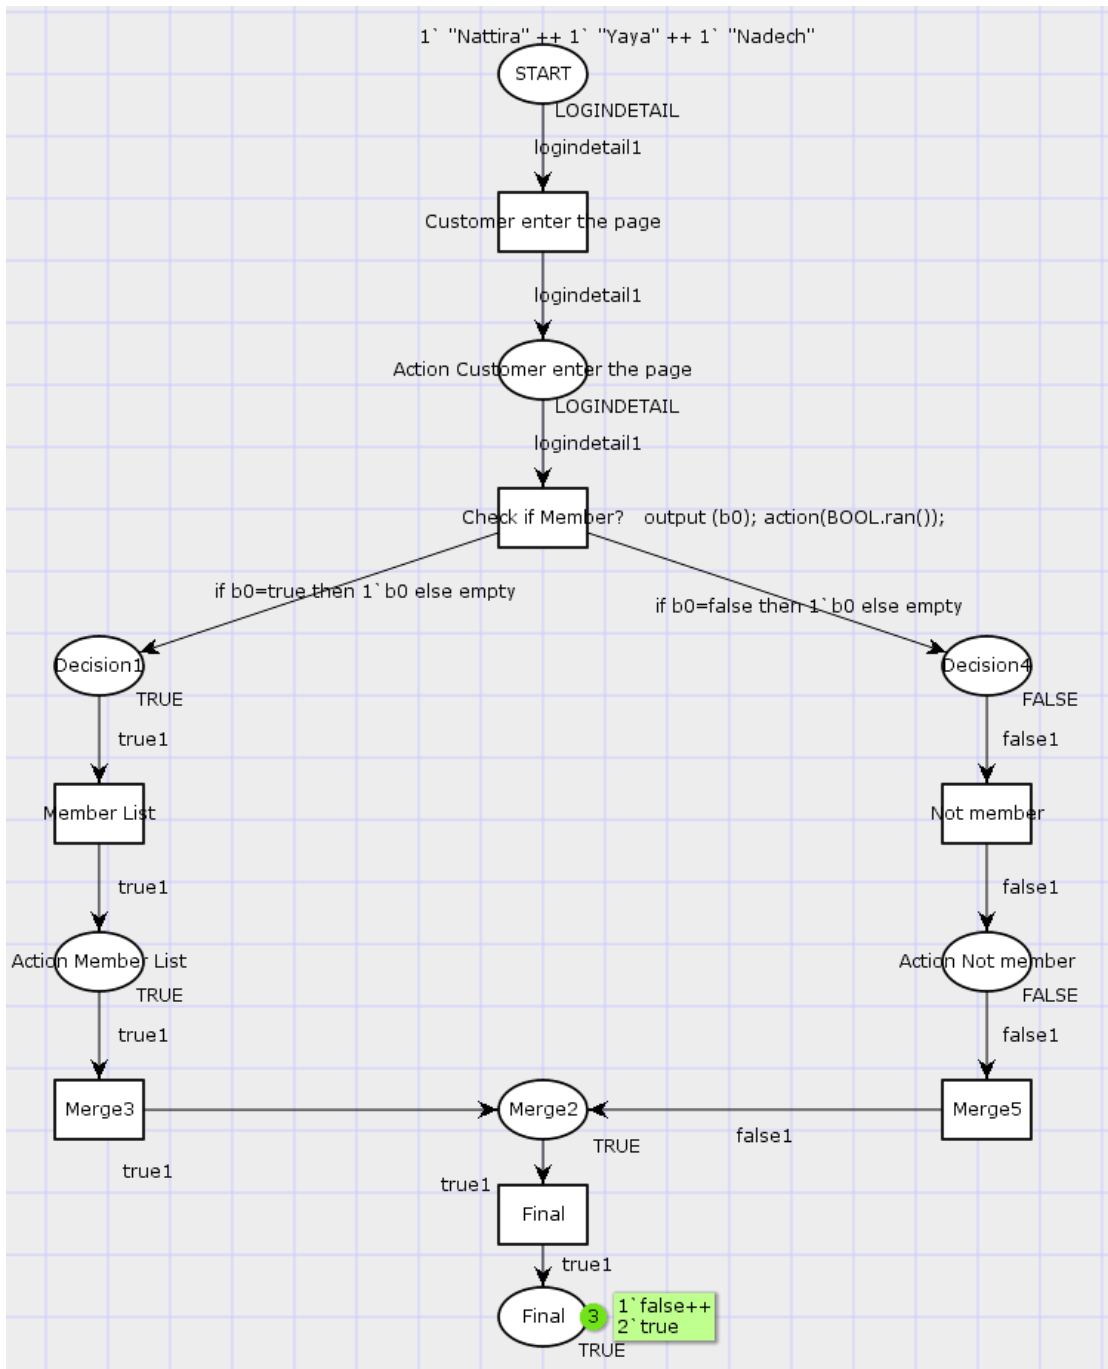 1` "Nattira" ++ 1` "Yaya" ++ 1` "Nadech"
START
LOGINDETAIL
logindetail1
Customer enter the page
logindetail1
Action Customer enter the page
LOGINDETAIL
logindetail1
Check if Member?
output (b0); action(BOOL.ran());
if b0=true then 1`b0 else empty
if b0=false then 1`b0 else empty
Decision1
TRUE
true1
Decision4
FALSE
false1
Member List
true1
Not member
false1
Action Member List
TRUE
true1
Action Not member
FALSE
false1
Merge3
true1
Merge2
TRUE
Merge5
false1
true1
Final
true1
Final
3
1`false++
2`true
TRUE